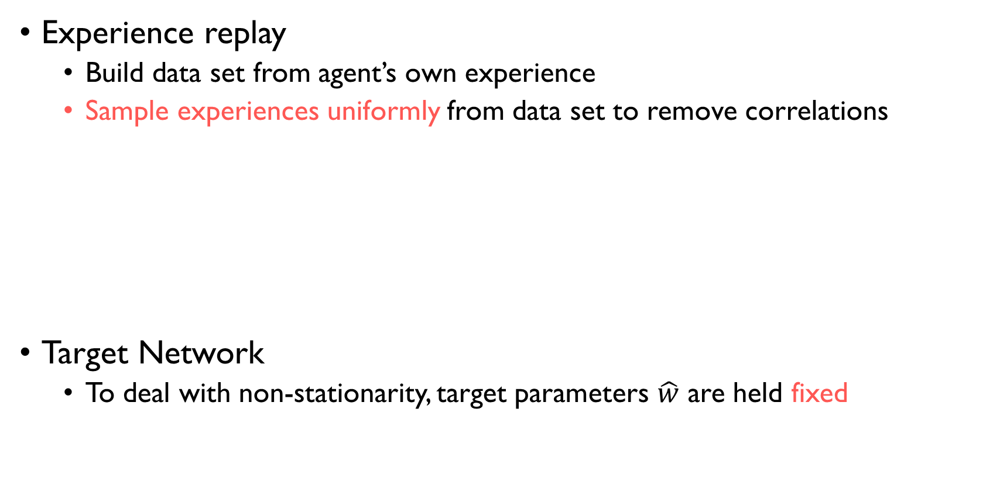 • Experience replay
• Build data set from agent’s own experience
• Sample experiences uniformly from data set to remove correlations
• Target Network
• To deal with non-stationarity, target parameters ŵ are held fixed